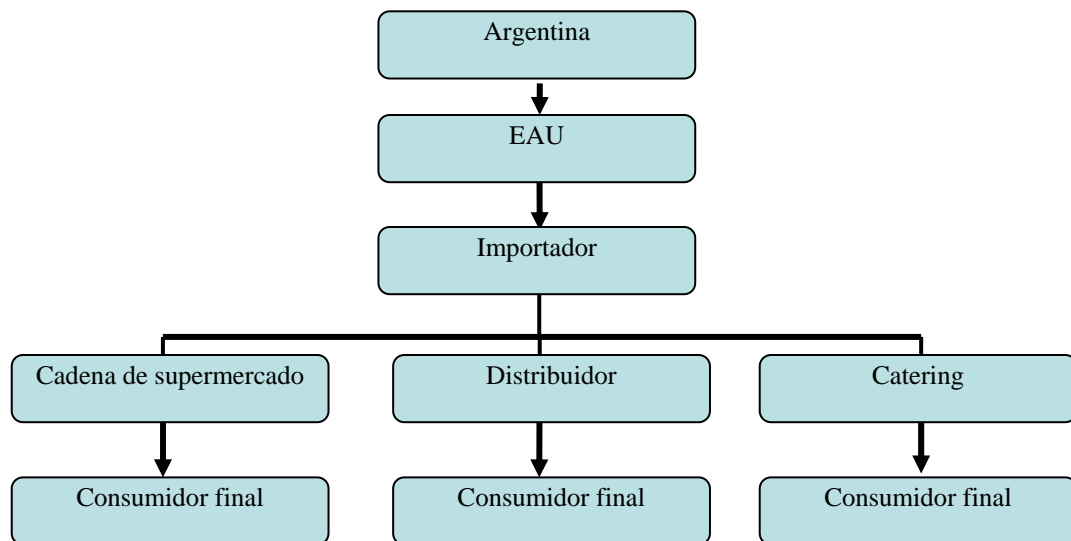 Argentina
EAU
Importador
Cadena de supermercado
Distribuidor
Catering
Consumidor final
Consumidor final
Consumidor final